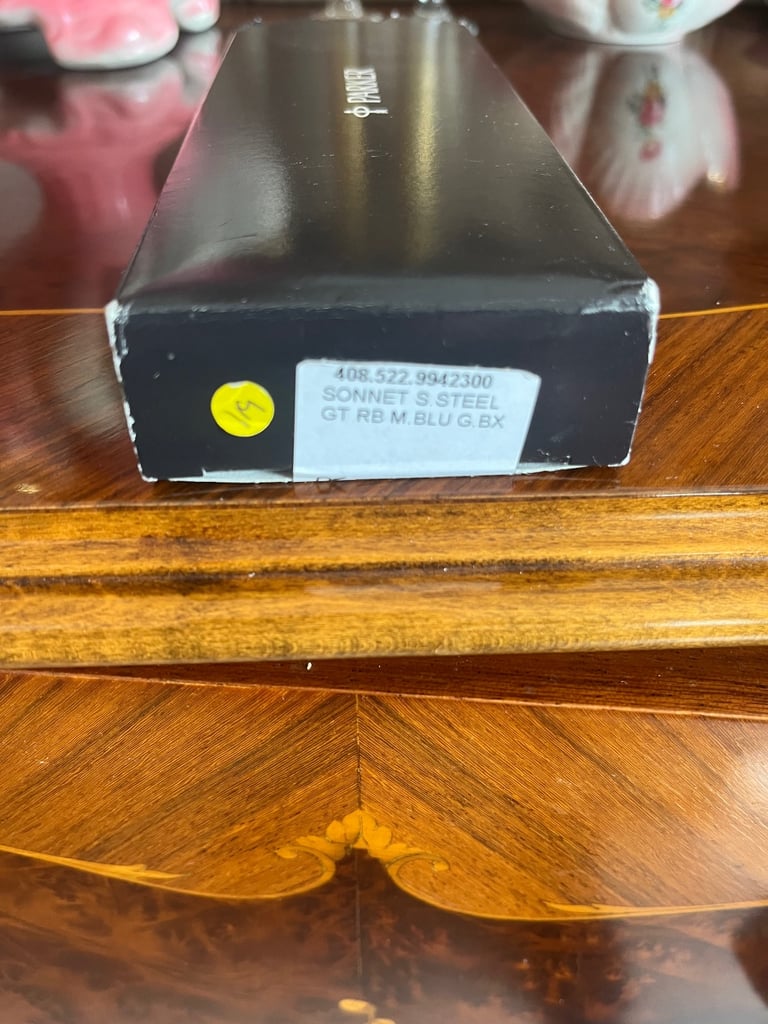 PARKER
408.522.9942300
SONNET S.STEEL
GT RB M.BLU G.BX